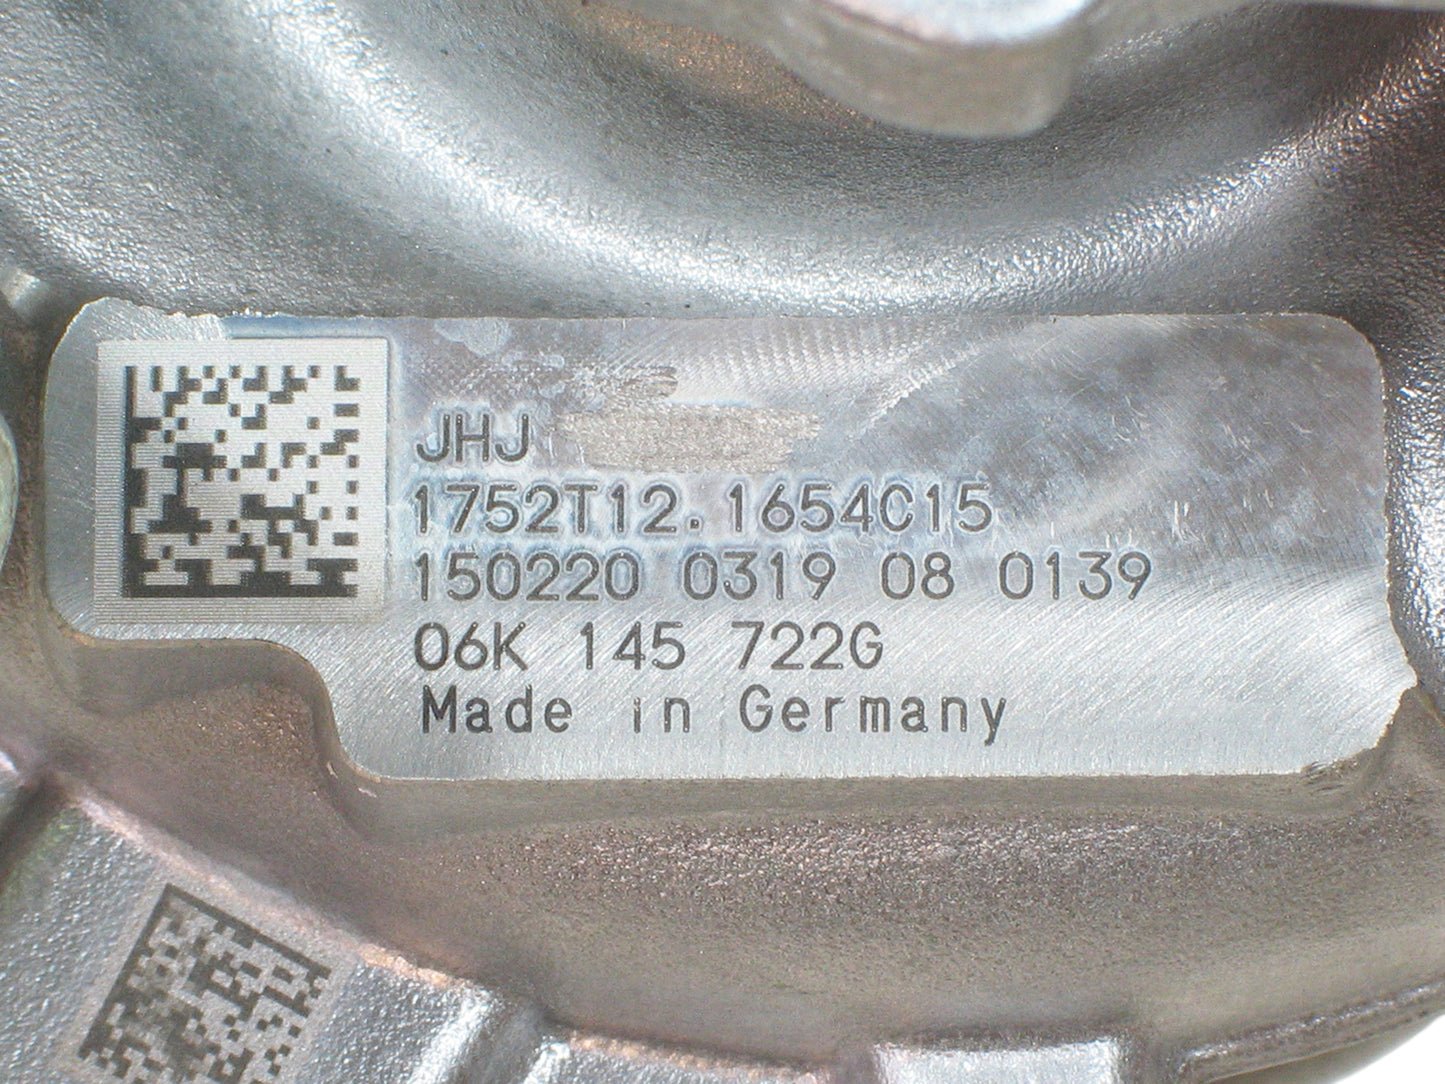 JHJ
1752T12.1654C15
150220 0319 08 0139
06K 145 722G
Made in Germany